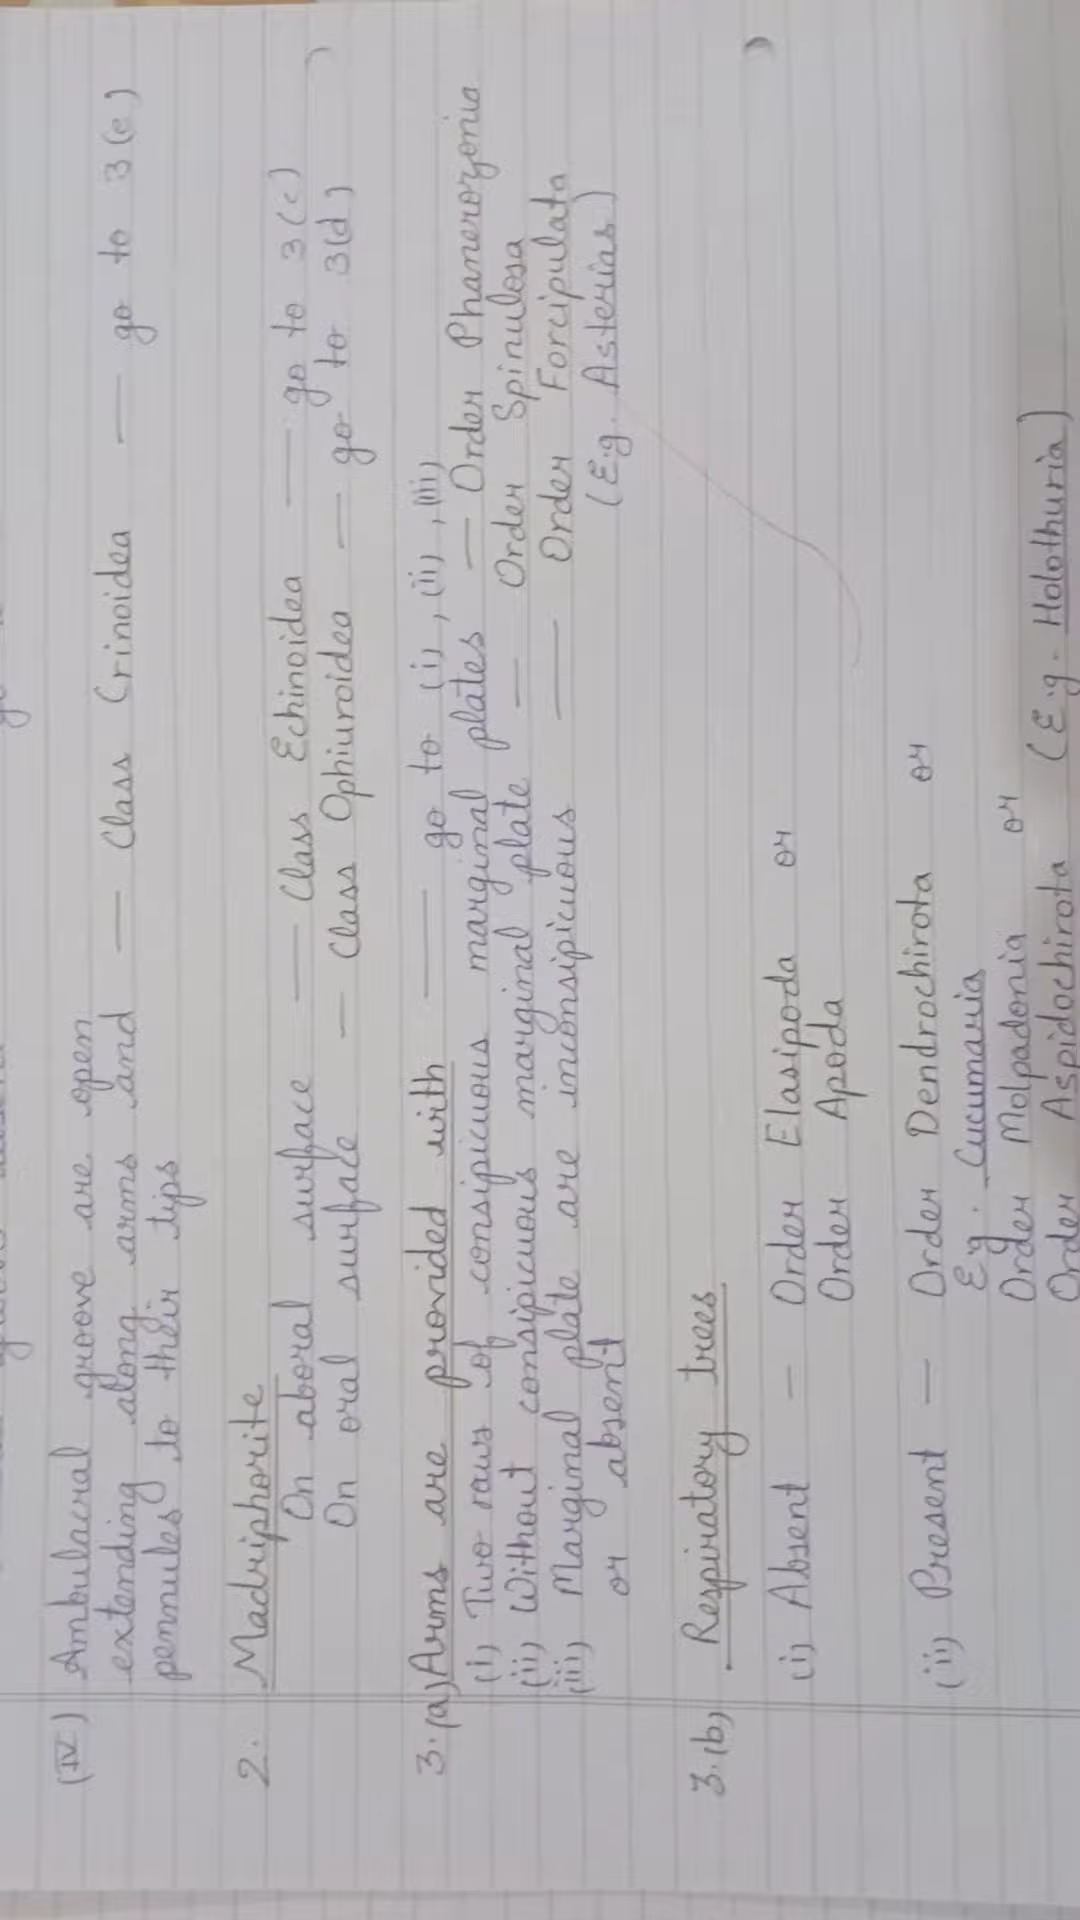 (IV) Ambulacral groove are open
extending along arms and — Class Crinoidea — go to 3(e)
pennules to their tips
2. Madriphorite
On aboral surface — Class Echinoidea — go to 3(c)
On oral surface — Class Ophiuroidea — go to 3(d)
3.(a) Arms are provided with — go to (i), (ii), (iii)
(i) Two rows of consipicuous marginal plates — Order Phanerozonia
(ii) Without consipicuous marginal plate — Order Spinulosa
(iii) Marginal plate are inconsipicuous — Order Forcipulata
or absent (E.g. Asterias)
3.(b) Respiratory trees
(i) Absent — Order Elasipoda or
Order Apoda
(ii) Present — Order Dendrochirota or
E.g. Cucumaria
Order Molpadonia or
Order Aspidochirota (E.g. Holothuria)